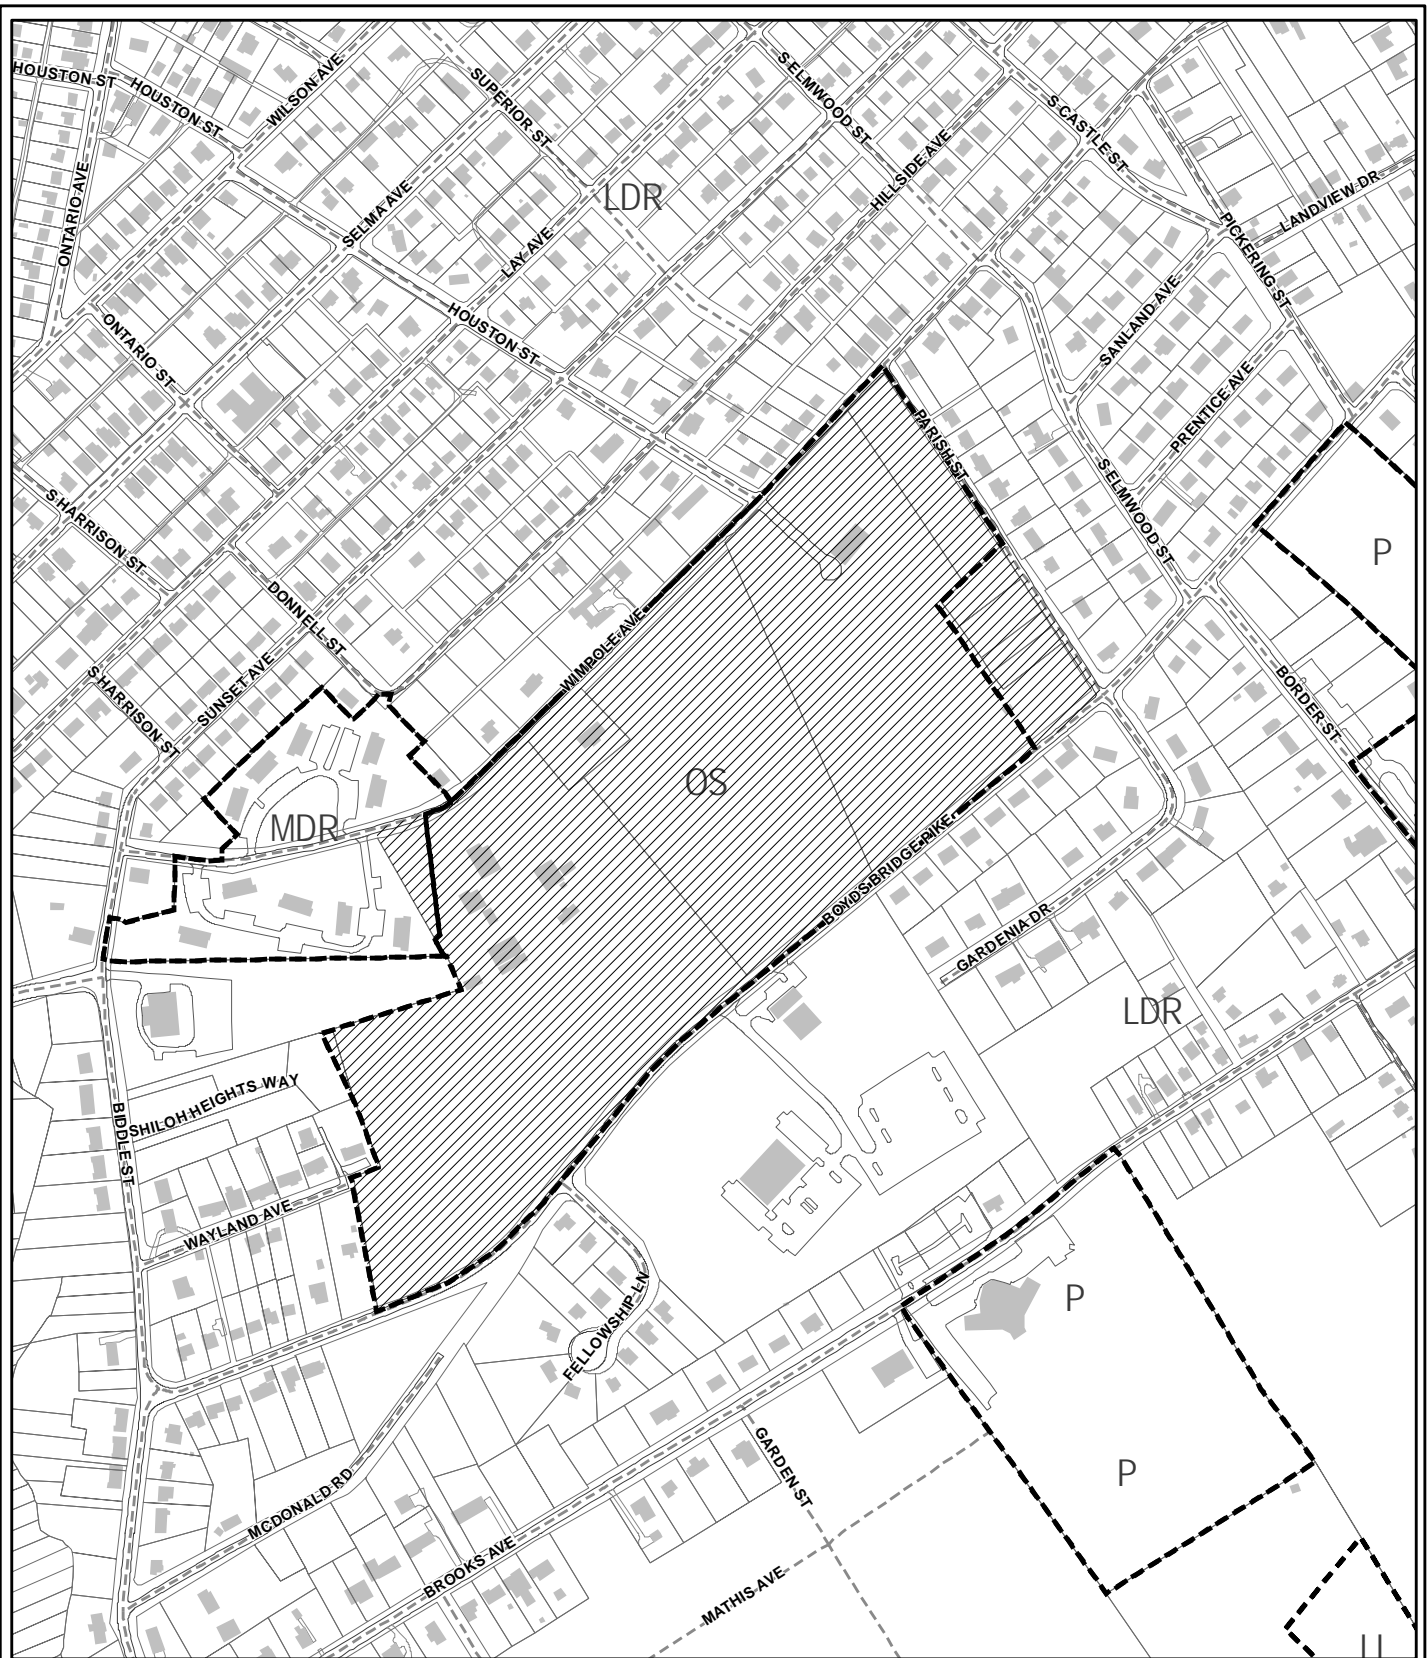 HOUSTON ST
HOUSTON ST
WILSON AVE
SUPERIOR ST
S ELMWOOD ST
S CASTLE ST
HILLSIDE AVE
LANDVIEW DR
PICKERING ST
ONTARIO AVE
SELMA AVE
LDR
LAY AVE
SANLAND AVE
ONTARIO ST
HOUSTON ST
PRENTICE AVE
PARISH ST
S ELMWOOD ST
P
S HARRISON ST
DONNELL ST
WIMPOLE AVE
S HARRISON ST
SUNSET AVE
BORDER ST
OS
MDR
BOYDS BRIDGE PIKE
GARDENIA DR
LDR
SHILOH HEIGHTS WAY
BIDDLE ST
WAYLAND AVE
FELLOWSHIP LN
P
GARDEN ST
P
MCDONALD RD
BROOKS AVE
MATHIS AVE